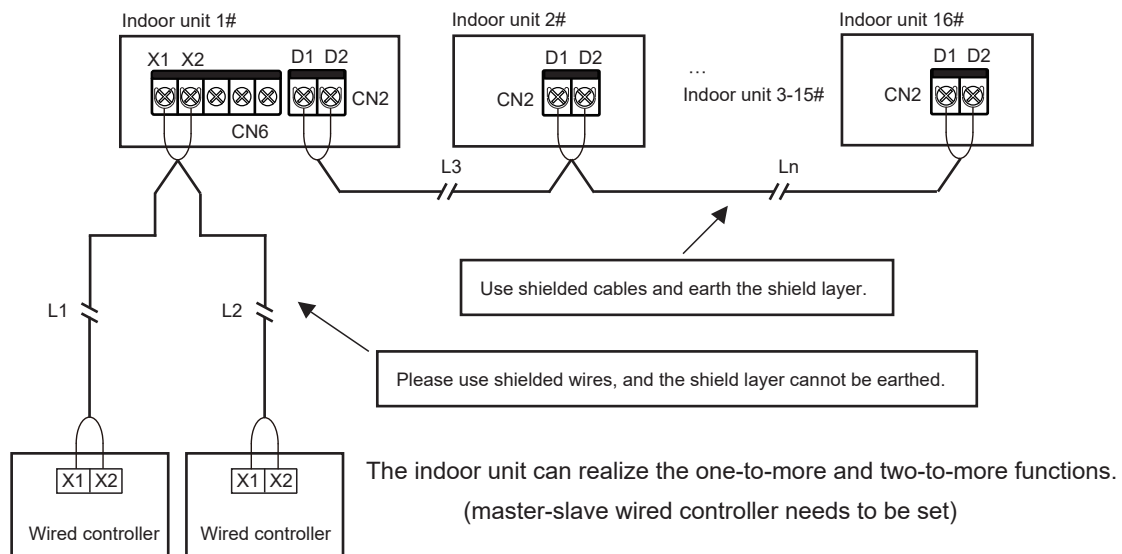 Indoor unit 1#
Indoor unit 2#
Indoor unit 16#
X1 X2
D1 D2
CN2
CN6
D1 D2
CN2
…
Indoor unit 3-15#
D1 D2
CN2
L3
Ln
Use shielded cables and earth the shield layer.
L1
L2
Please use shielded wires, and the shield layer cannot be earthed.
X1 X2
Wired controller
X1 X2
Wired controller
The indoor unit can realize the one-to-more and two-to-more functions.
(master-slave wired controller needs to be set)